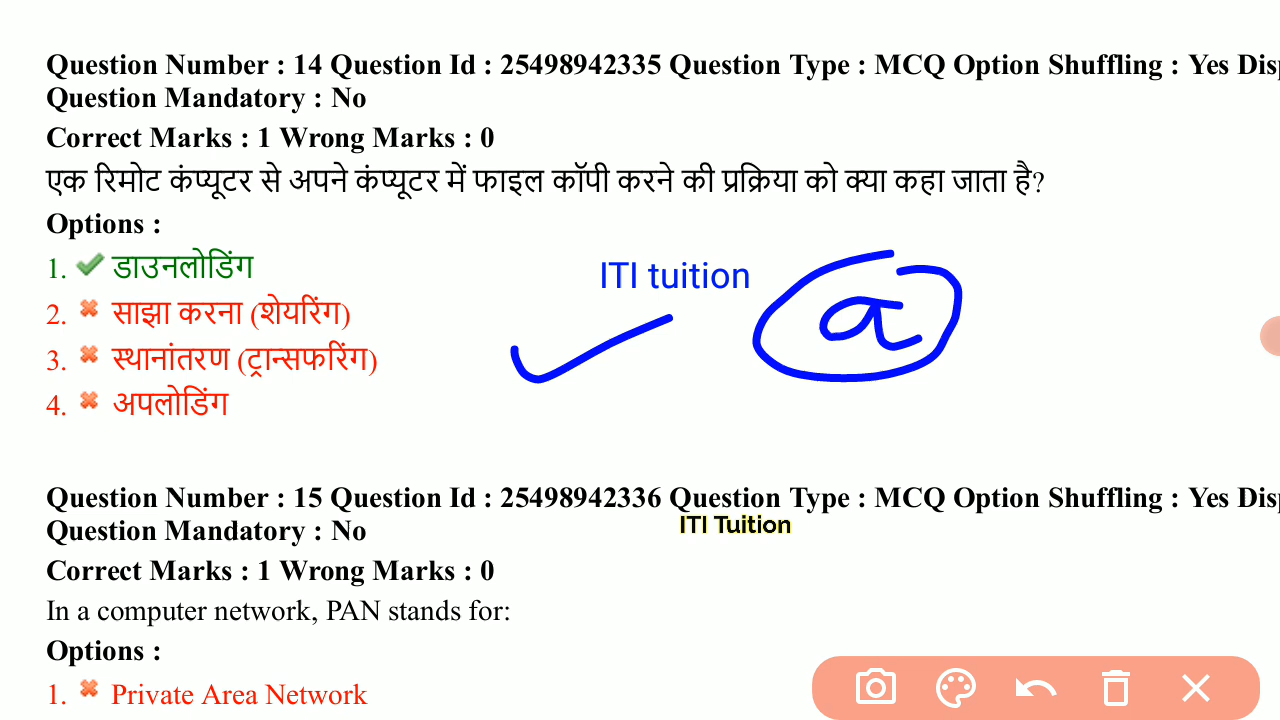 Question Number : 14 Question Id : 25498942335 Question Type : MCQ Option Shuffling : Yes
Question Mandatory : No
Correct Marks : 1 Wrong Marks : 0
एक रिमोट कंप्यूटर से अपने कंप्यूटर में फाइल कॉपी करने की प्रक्रिया को क्या कहा जाता है?
Options :
1. डाउनलोडिंग
ITI tuition
a
2. साझा करना (शेयरिंग)
3. स्थानांतरण (ट्रान्सफरिंग)
4. अपलोडिंग
Question Number : 15 Question Id : 25498942336 Question Type : MCQ Option Shuffling : Yes
ITI Tuition
Question Mandatory : No
Correct Marks : 1 Wrong Marks : 0
In a computer network, PAN stands for:
Options :
1. Private Area Network